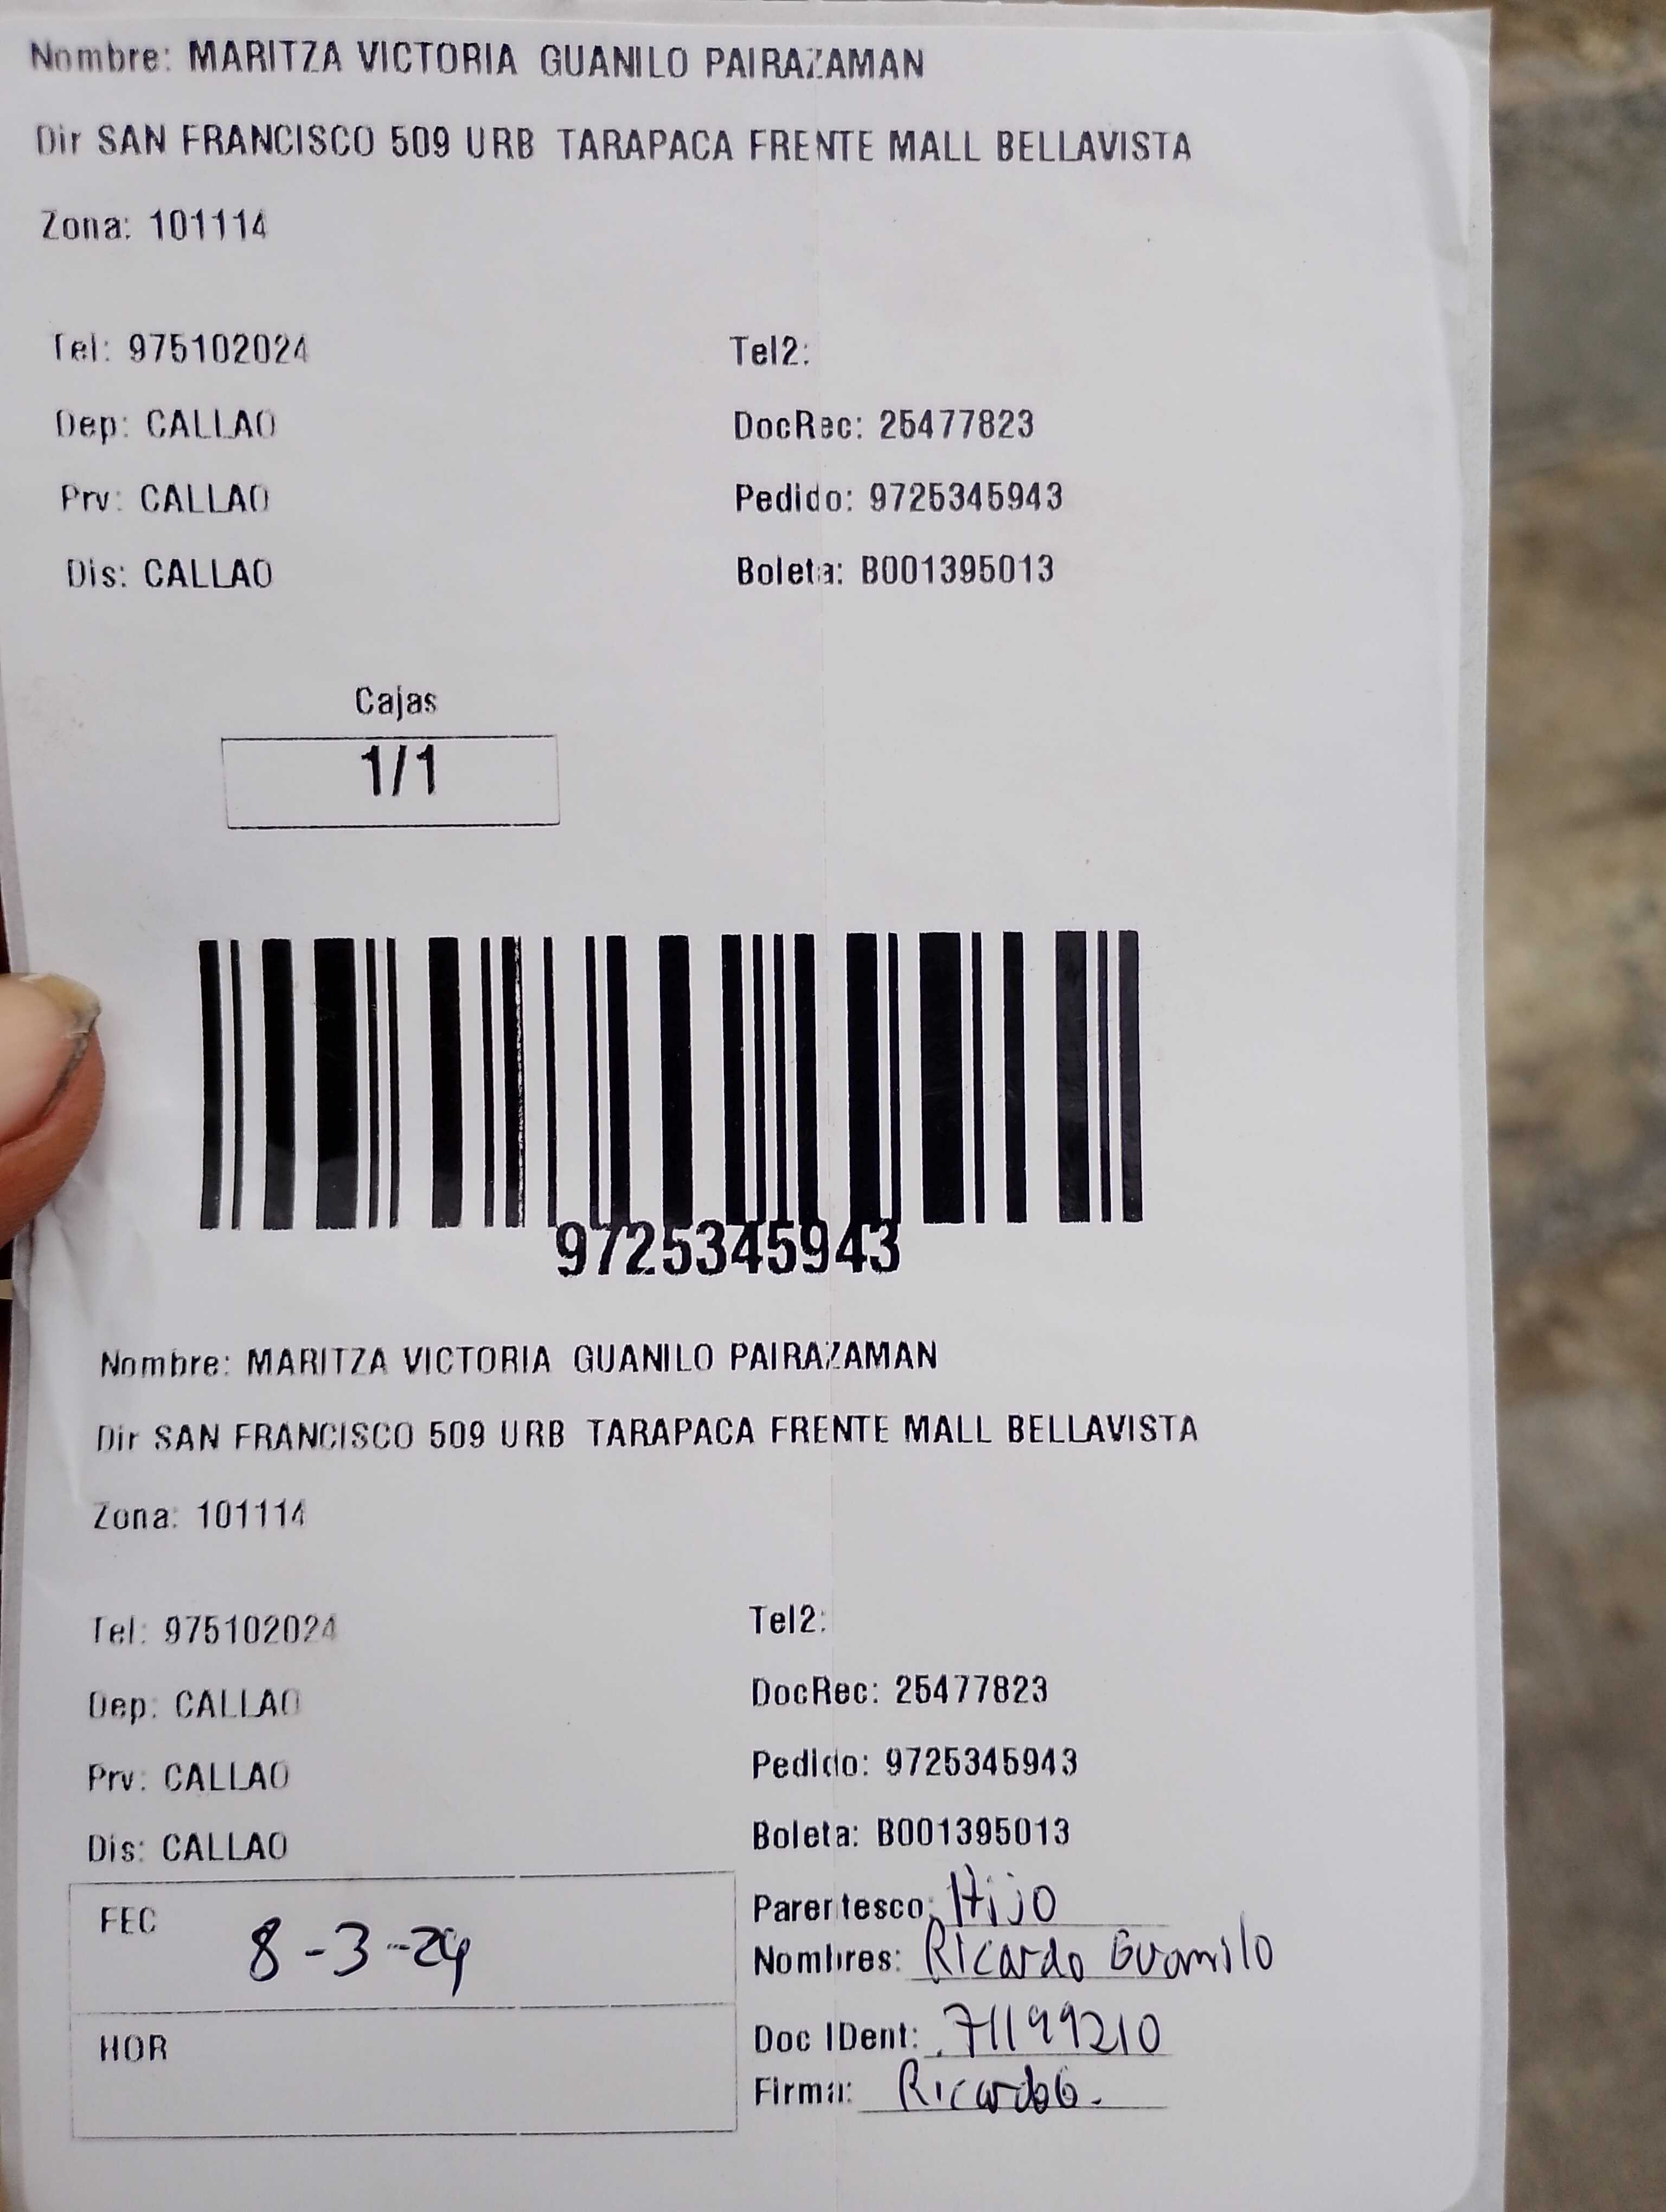 Nombre: MARITZA VICTORIA GUANILO PAIRAZAMAN
Dir SAN FRANCISCO 509 URB TARAPACA FRENTE MALL BELLAVISTA
Zona: 101114
Tel: 975102024 Tel2:
Dep: CALLAO DocRec: 25477823
Prv: CALLAO Pedido: 9725345943
Dis: CALLAO Boleta: B001395013
Cajas
1/1
9725345943
Nombre: MARITZA VICTORIA GUANILO PAIRAZAMAN
Dir SAN FRANCISCO 509 URB TARAPACA FRENTE MALL BELLAVISTA
Zona: 101114
Tel: 975102024 Tel2:
Dep: CALLAO DocRec: 25477823
Prv: CALLAO Pedido: 9725345943
Dis: CALLAO Boleta: B001395013
FEC 8-3-24 Parentesco: Hijo
Nombres: Ricardo Guanilo
HOR Doc IDent: 71199210
Firma: Ricardo G.